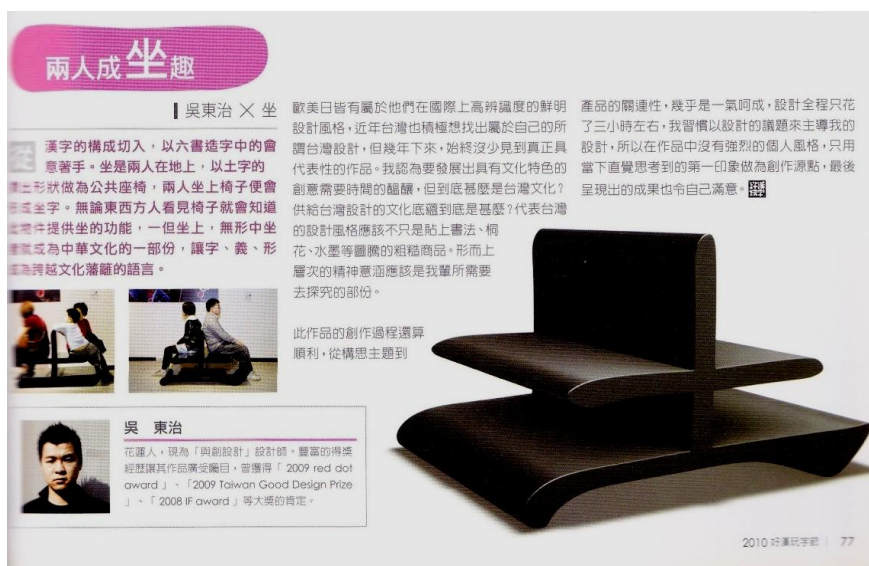 兩人成坐趣
吳東治 X 坐
從漢字的構成切入，以六書造字中的會
意著手。坐是兩人在地上，以土字的
出形狀做為公共座椅，兩人坐上椅子便會
形成坐字。無論東西方人看見椅子就會知道
此物件提供坐的功能，一但坐上，無形中坐
就成為中華文化的一部份，讓字、義、形
成為跨越文化藩籬的語言。
吳 東治
花蓮人，現為「與創設計」設計師。豐富的得獎
經歷讓其作品廣受矚目，曾獲得「 2009 red dot
award 」、「2009 Taiwan Good Design Prize
」、「 2008 IF award 」等大獎的肯定。
歐美日皆有屬於他們在國際上高辨識度的鮮明
設計風格，近年台灣也積極想找出屬於自己的所
謂台灣設計，但幾年下來，始終沒少見到真正具
代表性的作品。我認為要發展出具有文化特色的
創意需要時間的醞釀，但到底甚麼是台灣文化？
供給台灣設計的文化底蘊到底是甚麼？代表台灣
的設計風格應該不只是貼上書法、桐
花、水墨等圖騰的粗糙商品。形而上
層次的精神意涵應該是我輩所需要
去探究的部份。
此作品的創作過程還算
順利，從構思主題到
產品的關連性，幾乎是一氣呵成，設計全程只花
了三小時左右，我習慣以設計的議題來主導我的
設計，所以在作品中沒有強烈的個人風格，只用
當下直覺思考到的第一印象做為創作源點，最後
呈現出的成果也令自己滿意。
2010 好漢玩字節 | 77